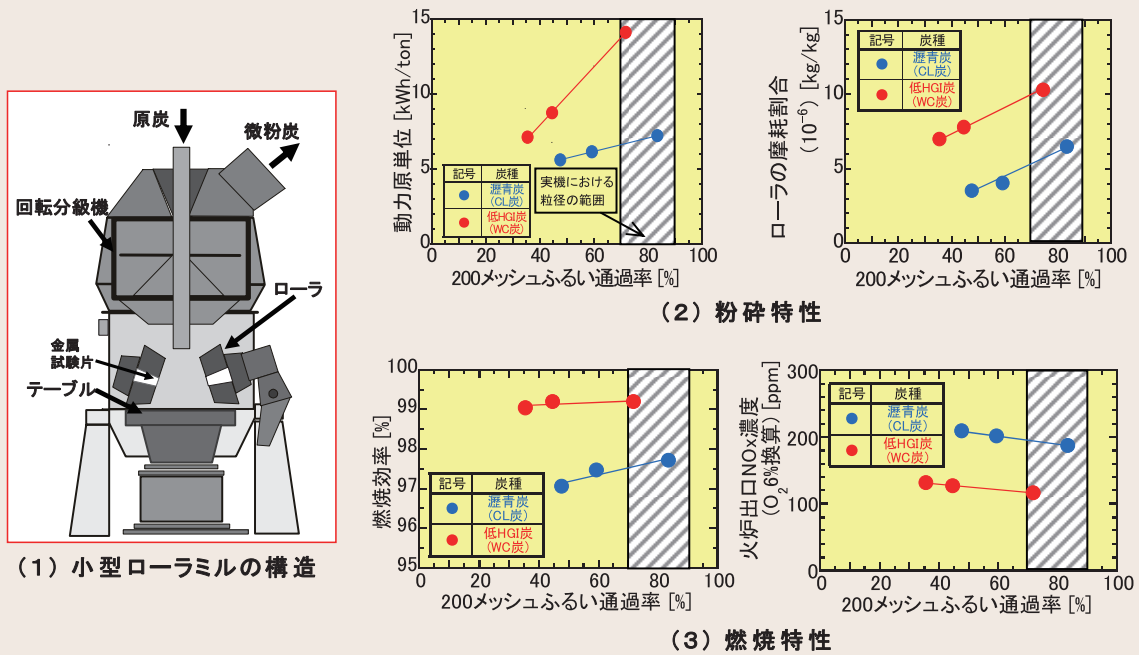 原炭
微粉炭
回転分級機
ローラ
金属
試験片
テーブル
(1) 小型ローラミルの構造
動力原単位 [kWh/ton]
15
10
5
0
記号 炭種
瀝青炭
(CL炭)
低HGI炭
(WC炭)
実機における
粒径の範囲
0 20 40 60 80 100
200メッシュふるい通過率 [%]
ローラの摩耗割合
(10⁻⁶) [kg/kg]
15
10
5
0
記号 炭種
瀝青炭
(CL炭)
低HGI炭
(WC炭)
0 20 40 60 80 100
200メッシュふるい通過率 [%]
(2) 粉砕特性
燃焼効率 [%]
100
99
98
97
96
95
記号 炭種
瀝青炭
(CL炭)
低HGI炭
(WC炭)
0 20 40 60 80 100
200メッシュふるい通過率 [%]
火炉出口NOx濃度
(O₂ 6%換算) [ppm]
300
200
100
0
記号 炭種
瀝青炭
(CL炭)
低HGI炭
(WC炭)
0 20 40 60 80 100
200メッシュふるい通過率 [%]
(3) 燃焼特性